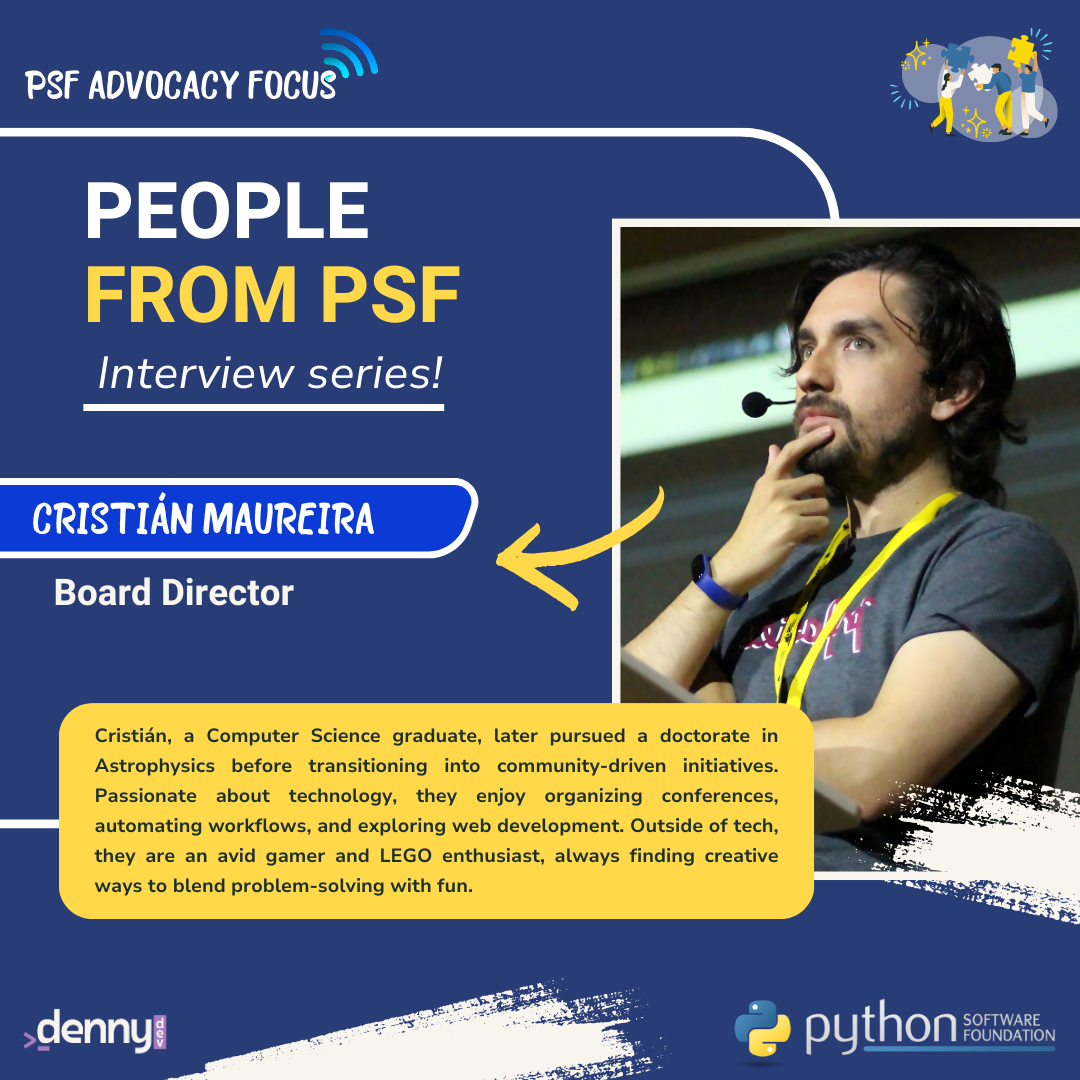 PSF ADVOCACY FOCUS
PEOPLE
FROM PSF
Interview series!
CRISTIÁN MAUREIRA
Board Director
Cristián, a Computer Science graduate, later pursued a doctorate in
Astrophysics before transitioning into community-driven initiatives.
Passionate about technology, they enjoy organizing conferences,
automating workflows, and exploring web development. Outside of tech,
they are an avid gamer and LEGO enthusiast, always finding creative
ways to blend problem-solving with fun.
>_denny dev
python SOFTWARE
FOUNDATION